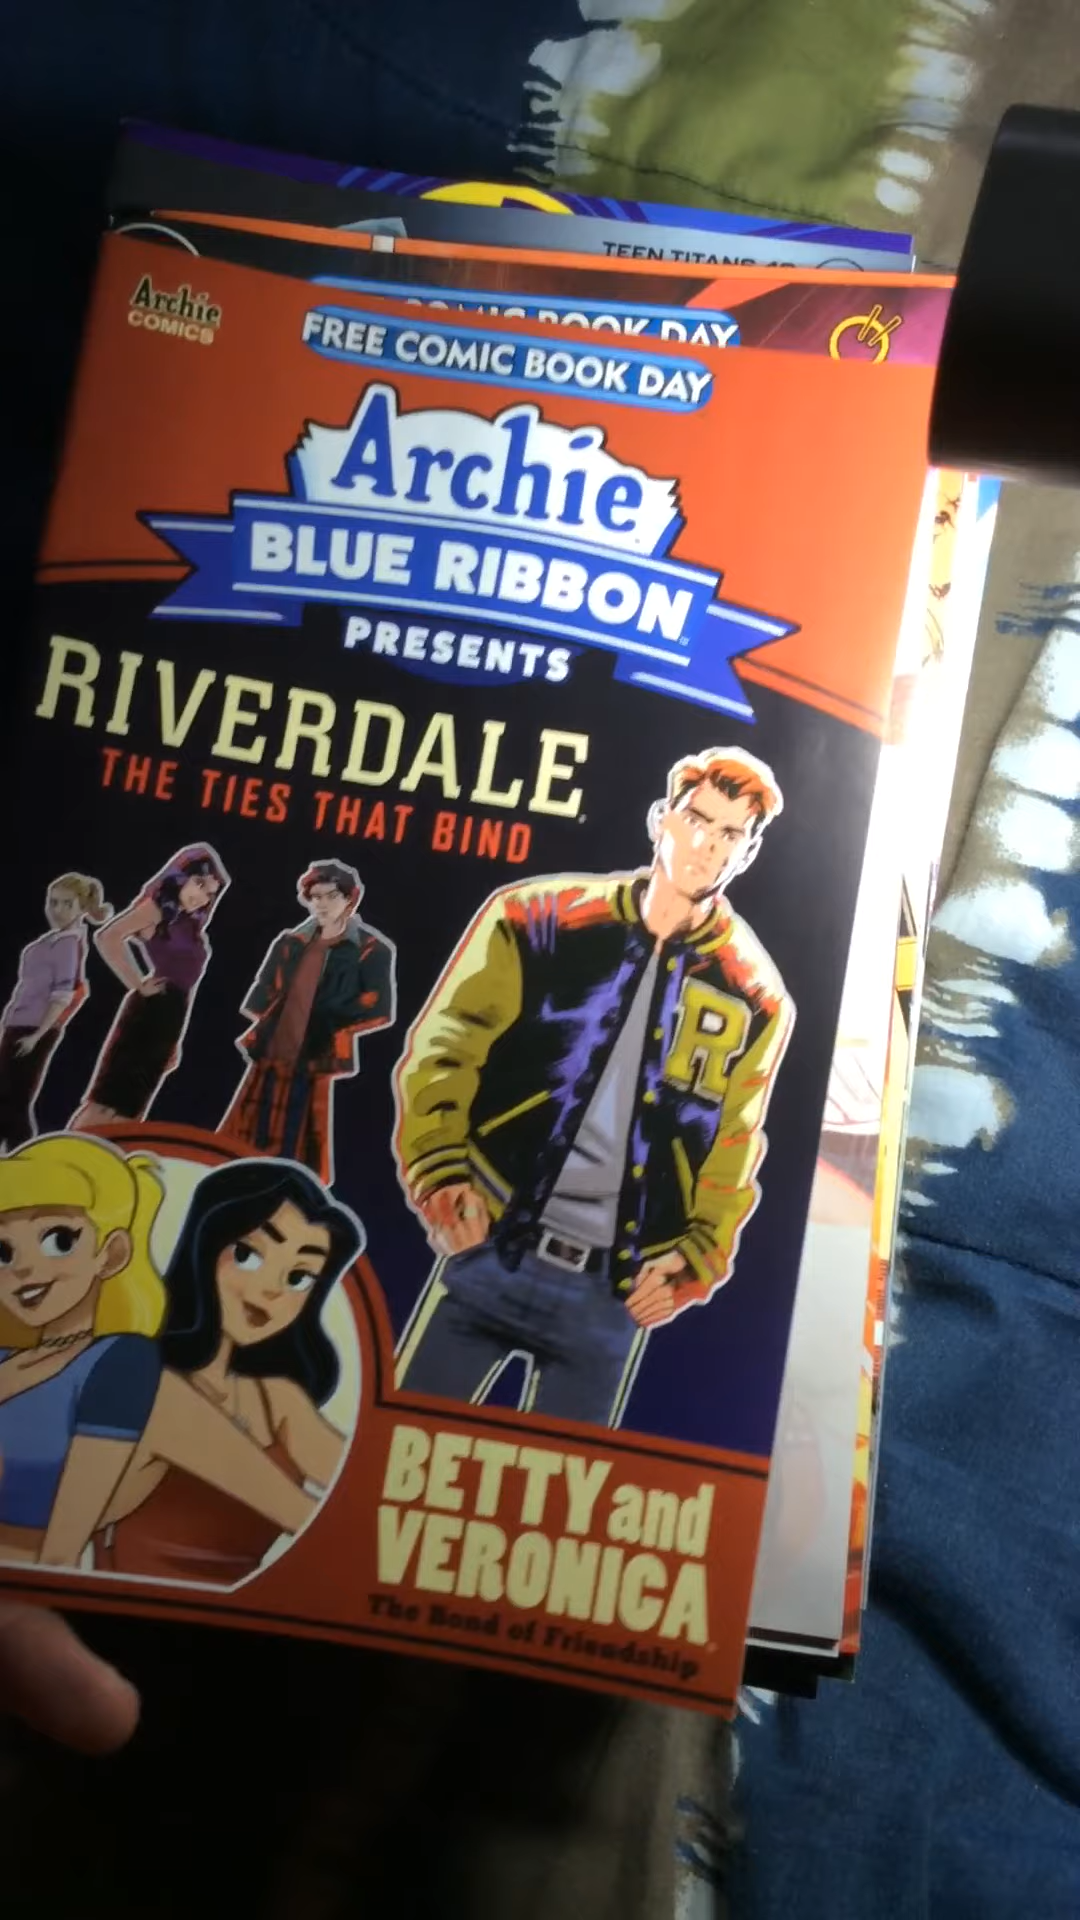 TEEN TITANS
COMIC BOOK DAY
Archie
COMICS
FREE COMIC BOOK DAY
Archie
BLUE RIBBON
PRESENTS
RIVERDALE
THE TIES THAT BIND
R
BETTY and
VERONICA
The Bond of Friendship